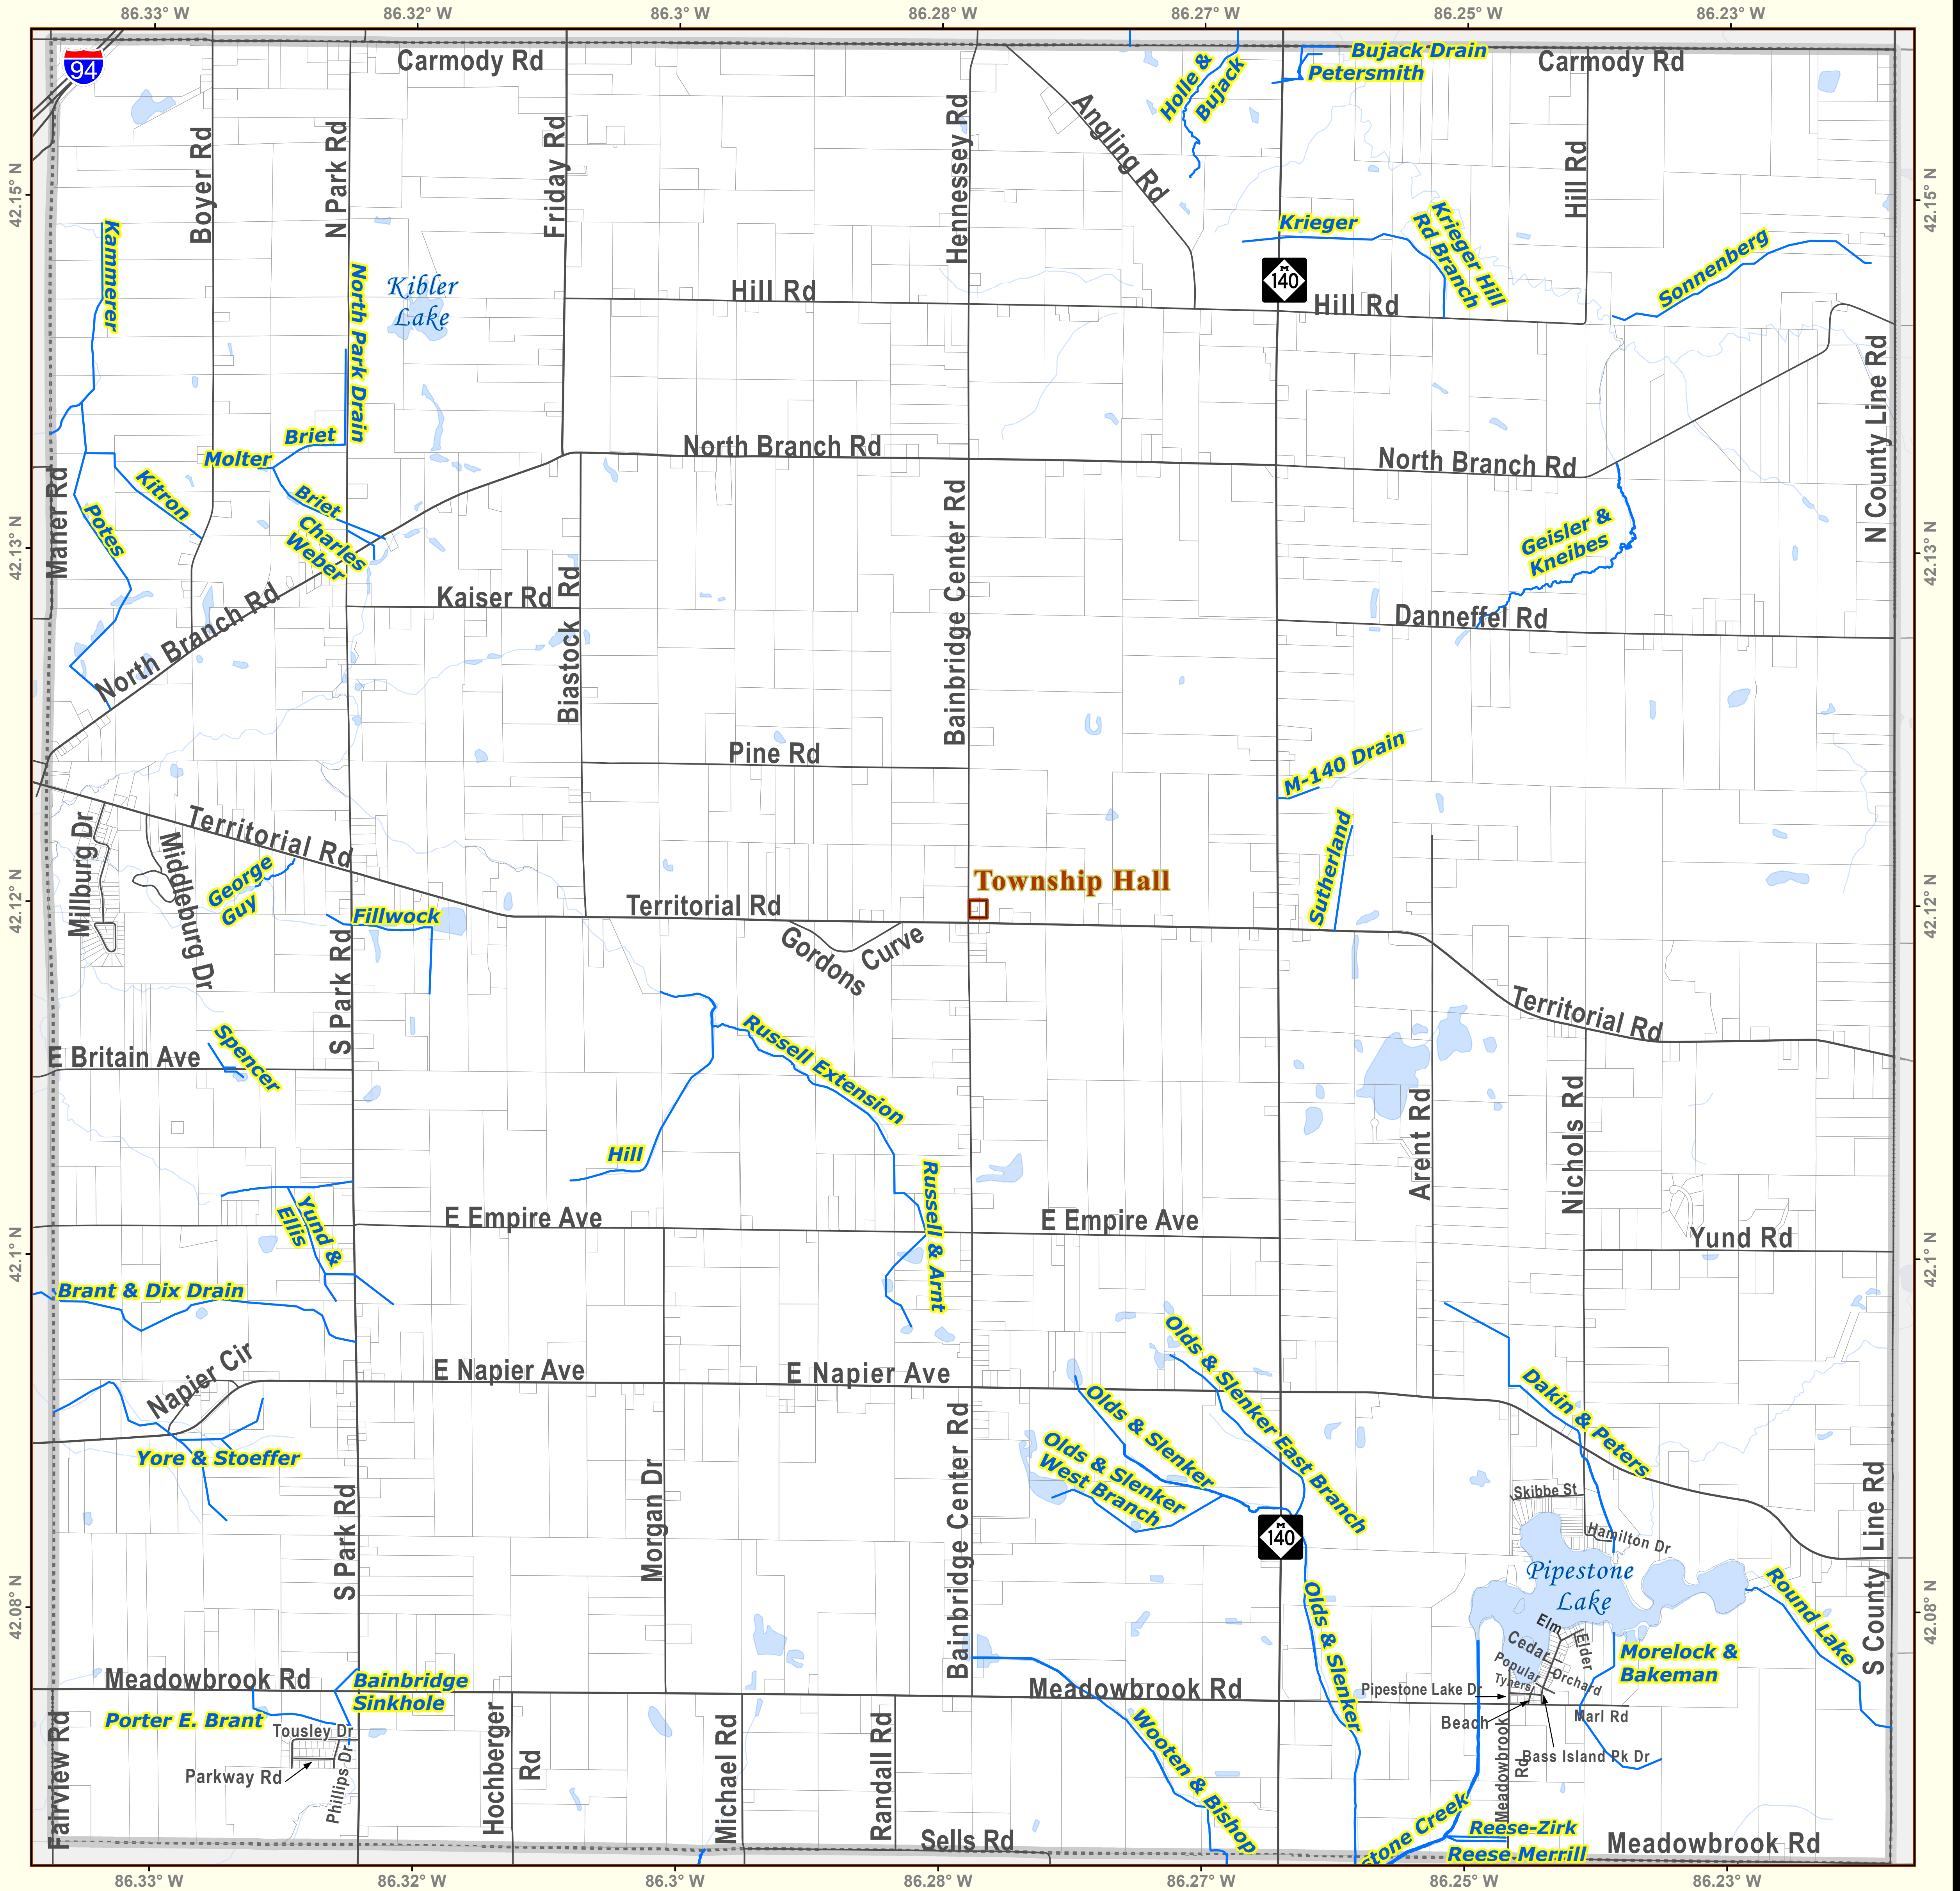 86.33° W
86.32° W
86.3° W
86.28° W
86.27° W
86.25° W
86.23° W
94
Carmody Rd
Holle &
Bujack
Bujack Drain
Petersmith
Carmody Rd
Boyer Rd
N Park Rd
Friday Rd
Hennessey Rd
Angling Rd
Hill Rd
42.15° N
42.15° N
Kammerer
North Park Drain
Kibler
Lake
Hill Rd
Krieger
M
140
Krieger Hill
Rd Branch
Hill Rd
Sonnenberg
N County Line Rd
Briet
Molter
North Branch Rd
North Branch Rd
Maner Rd
Kitron
Potes
Briet
Charles
Weber
Bainbridge Center Rd
Geisler &
Kneibes
42.13° N
42.13° N
North Branch Rd
Kaiser Rd
Biastock Rd
Danneffel Rd
Pine Rd
M-140 Drain
Territorial Rd
Millburg Dr
Middleburg Dr
George
Guy
Fillwock
Territorial Rd
Township Hall
Sutherland
42.12° N
42.12° N
Gordons
Curve
S Park Rd
Territorial Rd
E Britain Ave
Spencer
Russell Extension
Hill
Arent Rd
Nichols Rd
Russell & Arnt
Yund &
Ellis
E Empire Ave
E Empire Ave
Yund Rd
42.1° N
42.1° N
Brant & Dix Drain
Napier Cir
E Napier Ave
E Napier Ave
Olds & Slenker East Branch
Olds & Slenker
Olds & Slenker
West Branch
Dakin & Peters
Yore & Stoeffer
S Park Rd
Morgan Dr
Bainbridge Center Rd
M
140
Skibbe St
Hamilton Dr
Pipestone
Lake
S County Line Rd
Round Lake
42.08° N
42.08° N
Olds & Slenker
Elm
Elder
Cedar
Popular
Orchard
Tyners
Morelock &
Bakeman
Meadowbrook Rd
Bainbridge
Sinkhole
Meadowbrook Rd
Pipestone Lake Dr
Beach
Marl Rd
Bass Island Pk Dr
Porter E. Brant
Tousley Dr
Parkway Rd
Phillips Dr
Fairview Rd
Hochberger
Rd
Michael Rd
Randall Rd
Wooten & Bishop
Meadowbrook
Rd
Sells Rd
stone Creek
Reese-Zirk
Reese-Merrill
Meadowbrook Rd
86.33° W
86.32° W
86.3° W
86.28° W
86.27° W
86.25° W
86.23° W